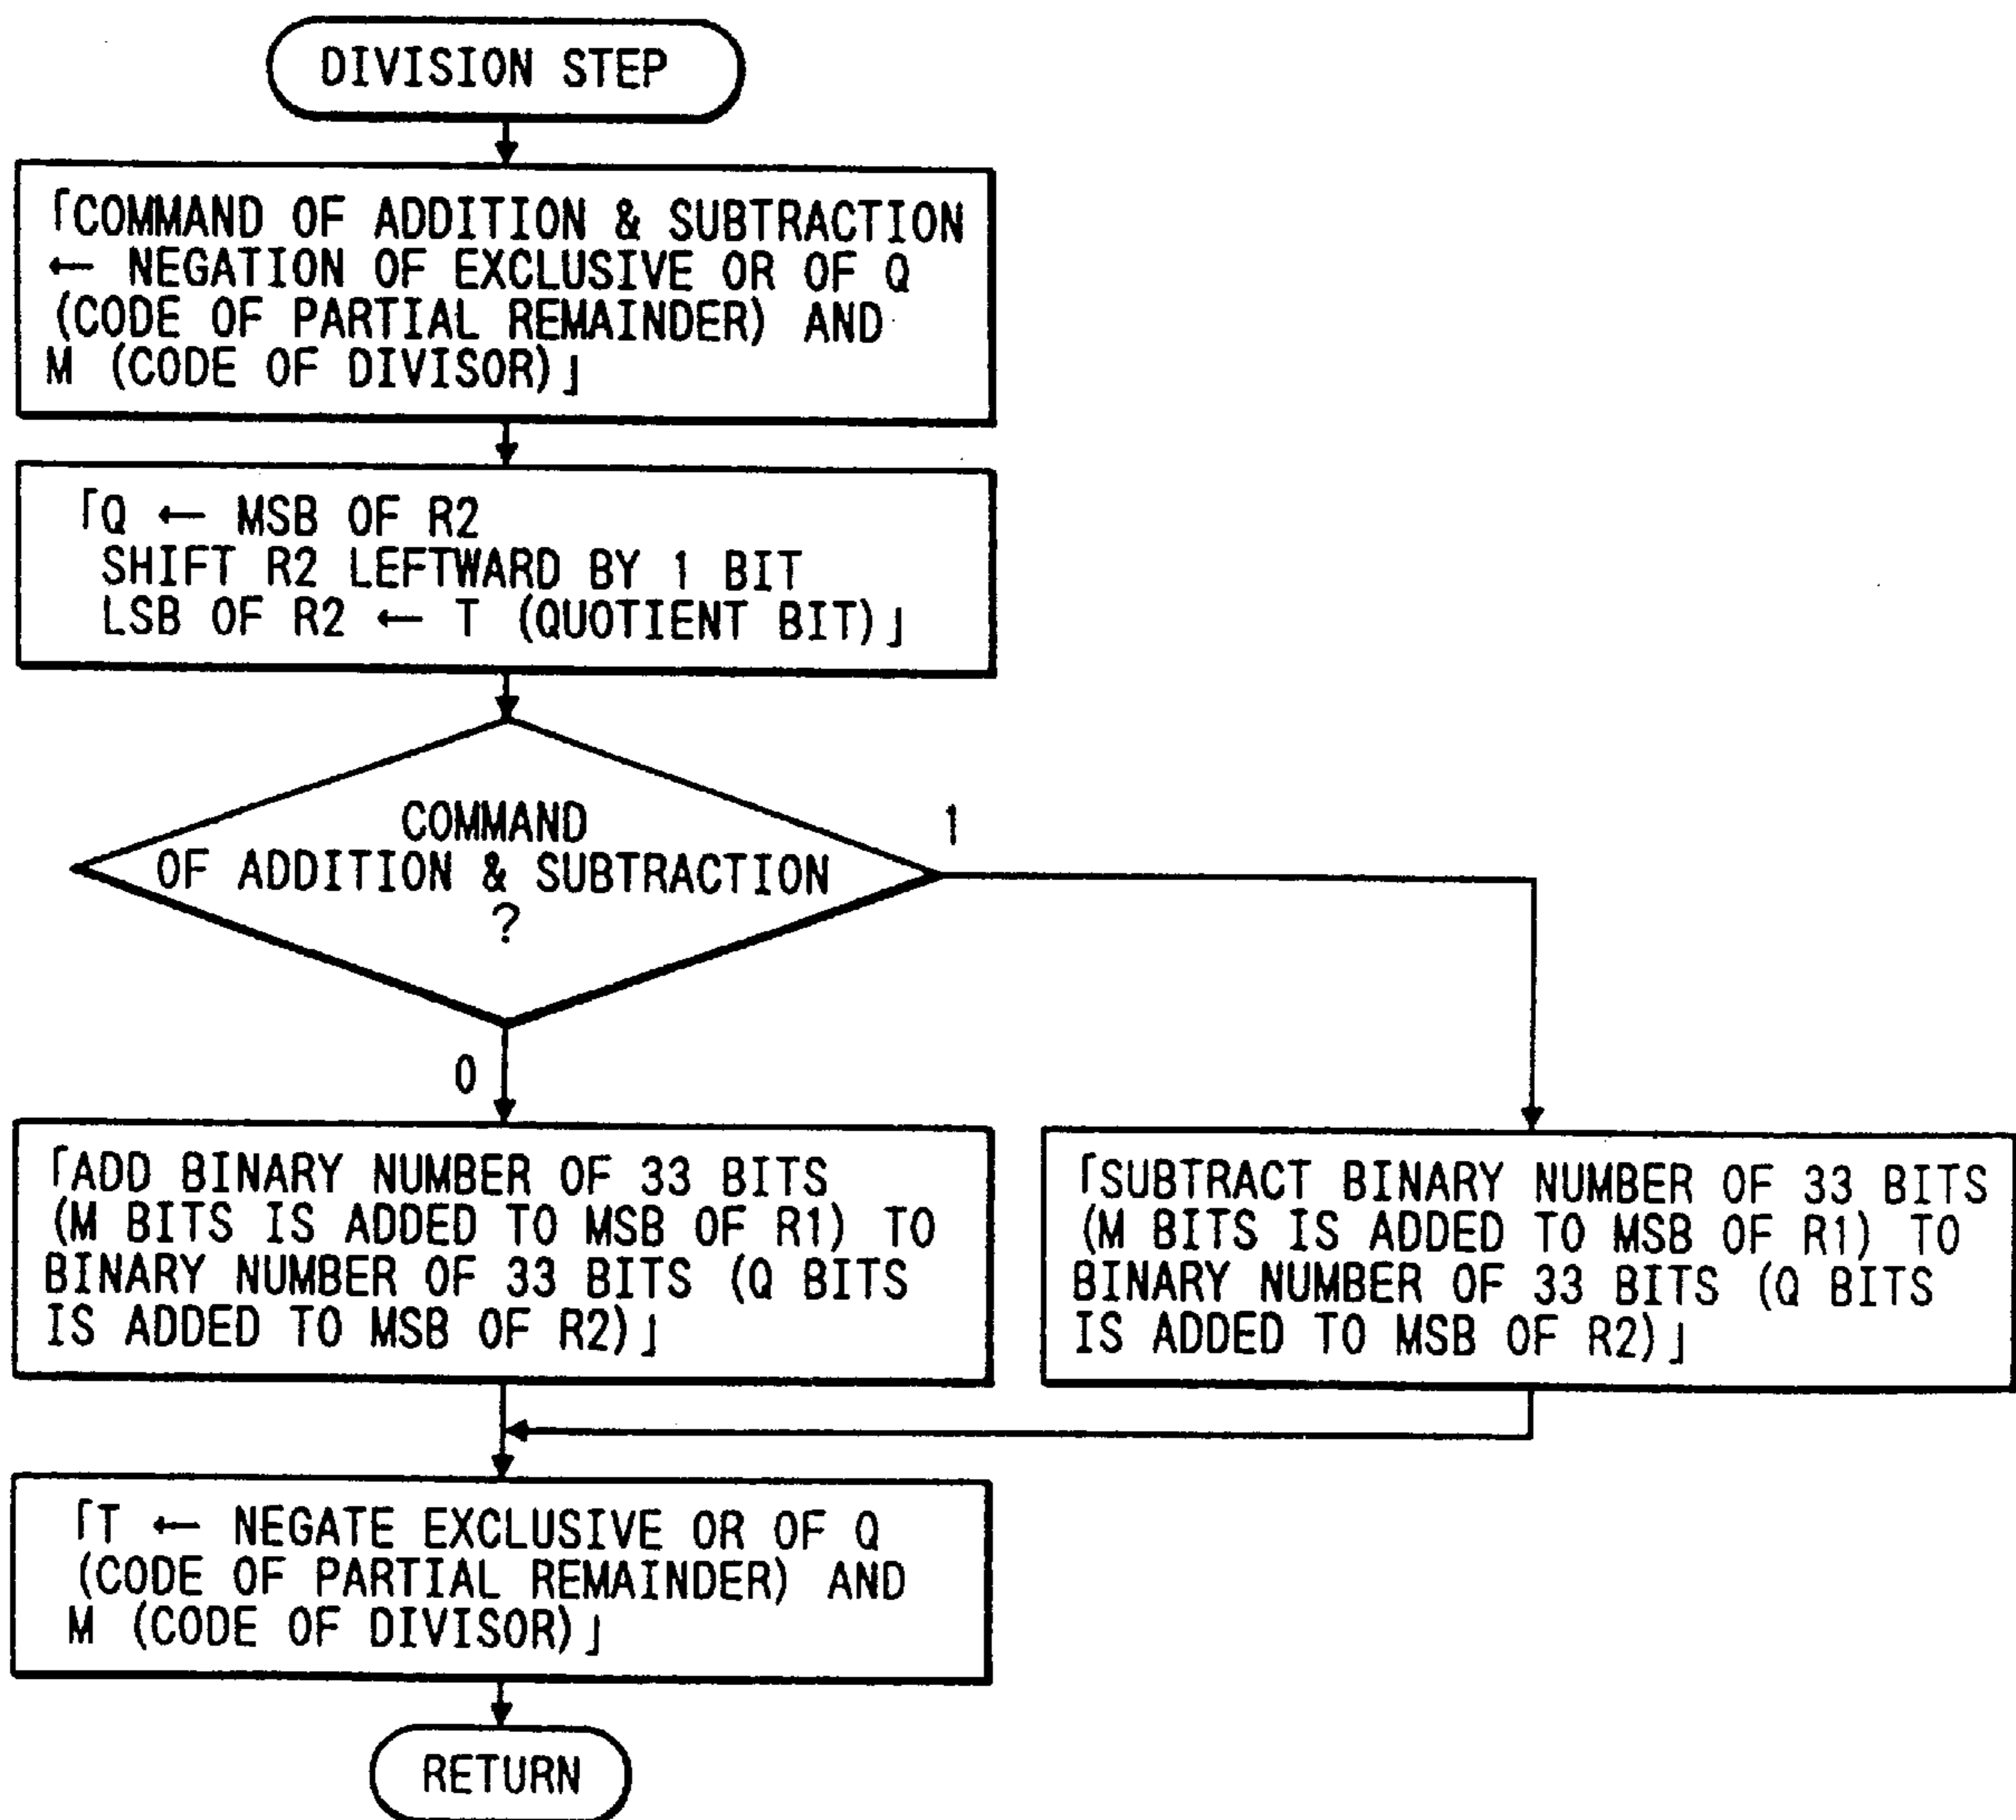 DIVISION STEP
「COMMAND OF ADDITION & SUBTRACTION
← NEGATION OF EXCLUSIVE OR OF Q
(CODE OF PARTIAL REMAINDER) AND
M (CODE OF DIVISOR)」
「Q ← MSB OF R2
SHIFT R2 LEFTWARD BY 1 BIT
LSB OF R2 ← T (QUOTIENT BIT)」
COMMAND
OF ADDITION & SUBTRACTION
?
1
0
「ADD BINARY NUMBER OF 33 BITS
(M BITS IS ADDED TO MSB OF R1) TO
BINARY NUMBER OF 33 BITS (Q BITS
IS ADDED TO MSB OF R2)」
「SUBTRACT BINARY NUMBER OF 33 BITS
(M BITS IS ADDED TO MSB OF R1) TO
BINARY NUMBER OF 33 BITS (Q BITS
IS ADDED TO MSB OF R2)」
「T ← NEGATE EXCLUSIVE OR OF Q
(CODE OF PARTIAL REMAINDER) AND
M (CODE OF DIVISOR)」
RETURN